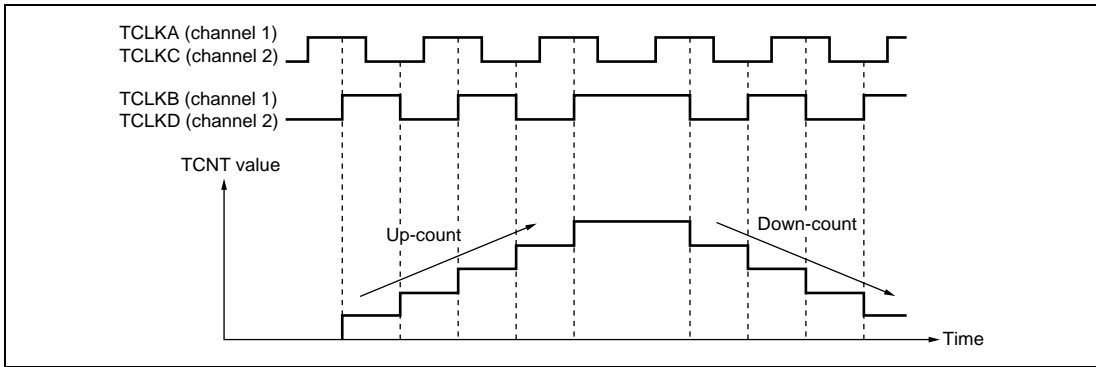 TCLKA (channel 1)
TCLKC (channel 2)
TCLKB (channel 1)
TCLKD (channel 2)
TCNT value
Up-count
Down-count
Time